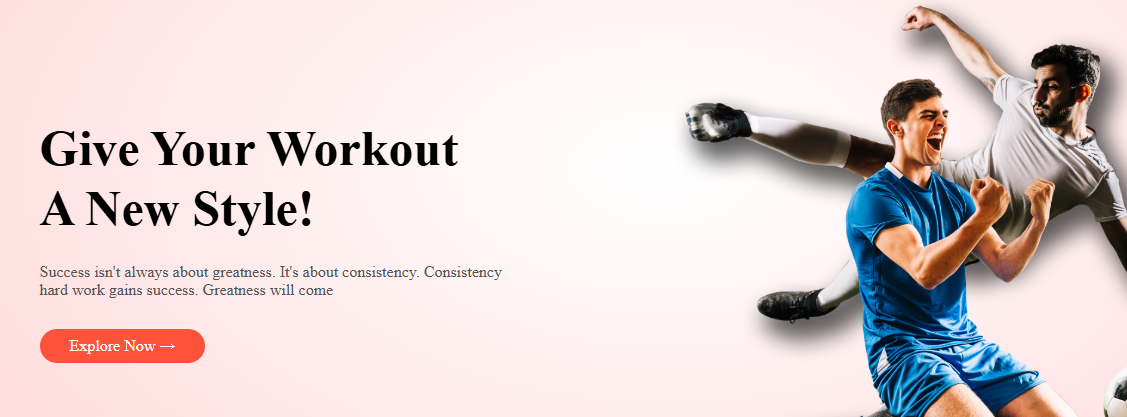 Give Your Workout
A New Style!
Success isn't always about greatness. It's about consistency. Consistency
hard work gains success. Greatness will come
Explore Now →